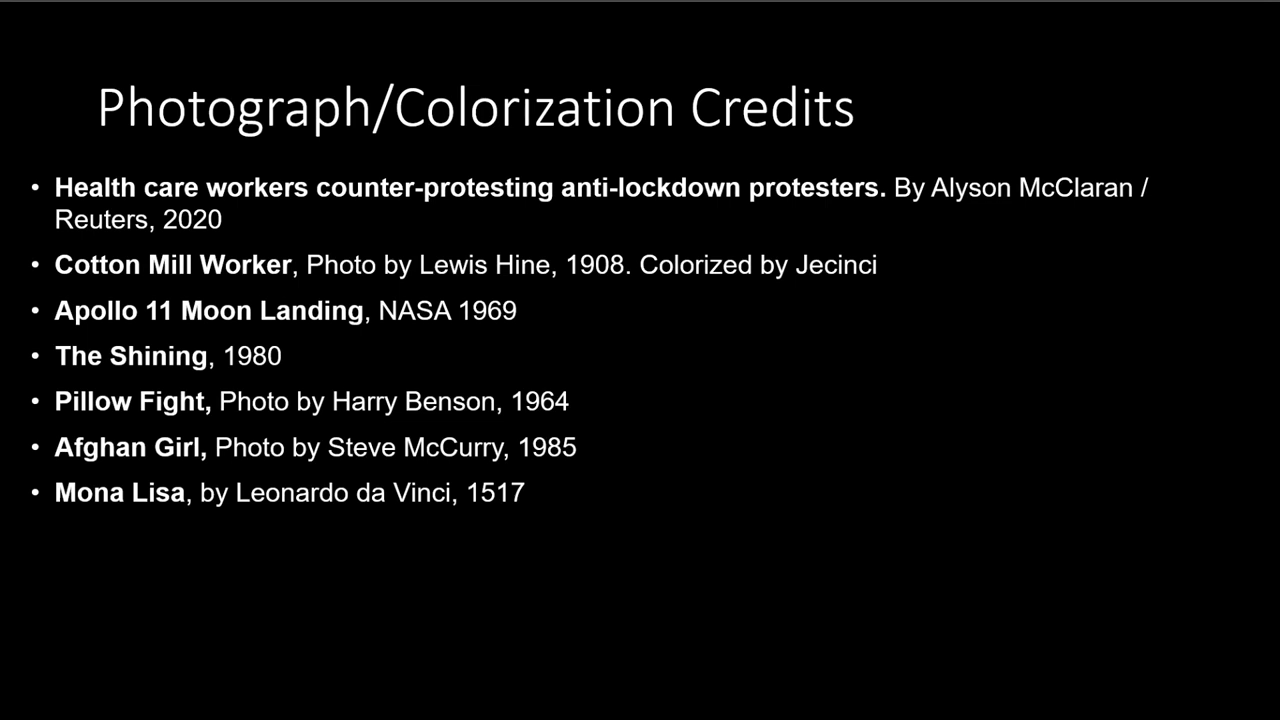 Photograph/Colorization Credits
• Health care workers counter-protesting anti-lockdown protesters. By Alyson McClaran /
Reuters, 2020
• Cotton Mill Worker, Photo by Lewis Hine, 1908. Colorized by Jecinci
• Apollo 11 Moon Landing, NASA 1969
• The Shining, 1980
• Pillow Fight, Photo by Harry Benson, 1964
• Afghan Girl, Photo by Steve McCurry, 1985
• Mona Lisa, by Leonardo da Vinci, 1517